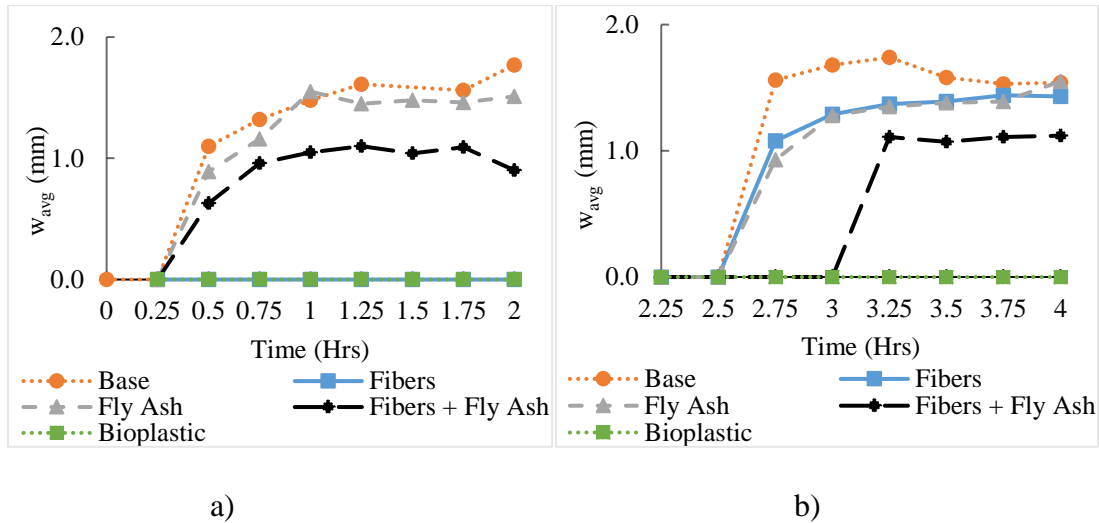 2.0
1.0
0.0
w_avg (mm)
0 0.25 0.5 0.75 1 1.25 1.5 1.75 2
Time (Hrs)
Base Fibers
Fly Ash Fibers + Fly Ash
Bioplastic
a)
2.0
1.0
0.0
w_avg (mm)
2.25 2.5 2.75 3 3.25 3.5 3.75 4
Time (Hrs)
Base Fibers
Fly Ash Fibers + Fly Ash
Bioplastic
b)